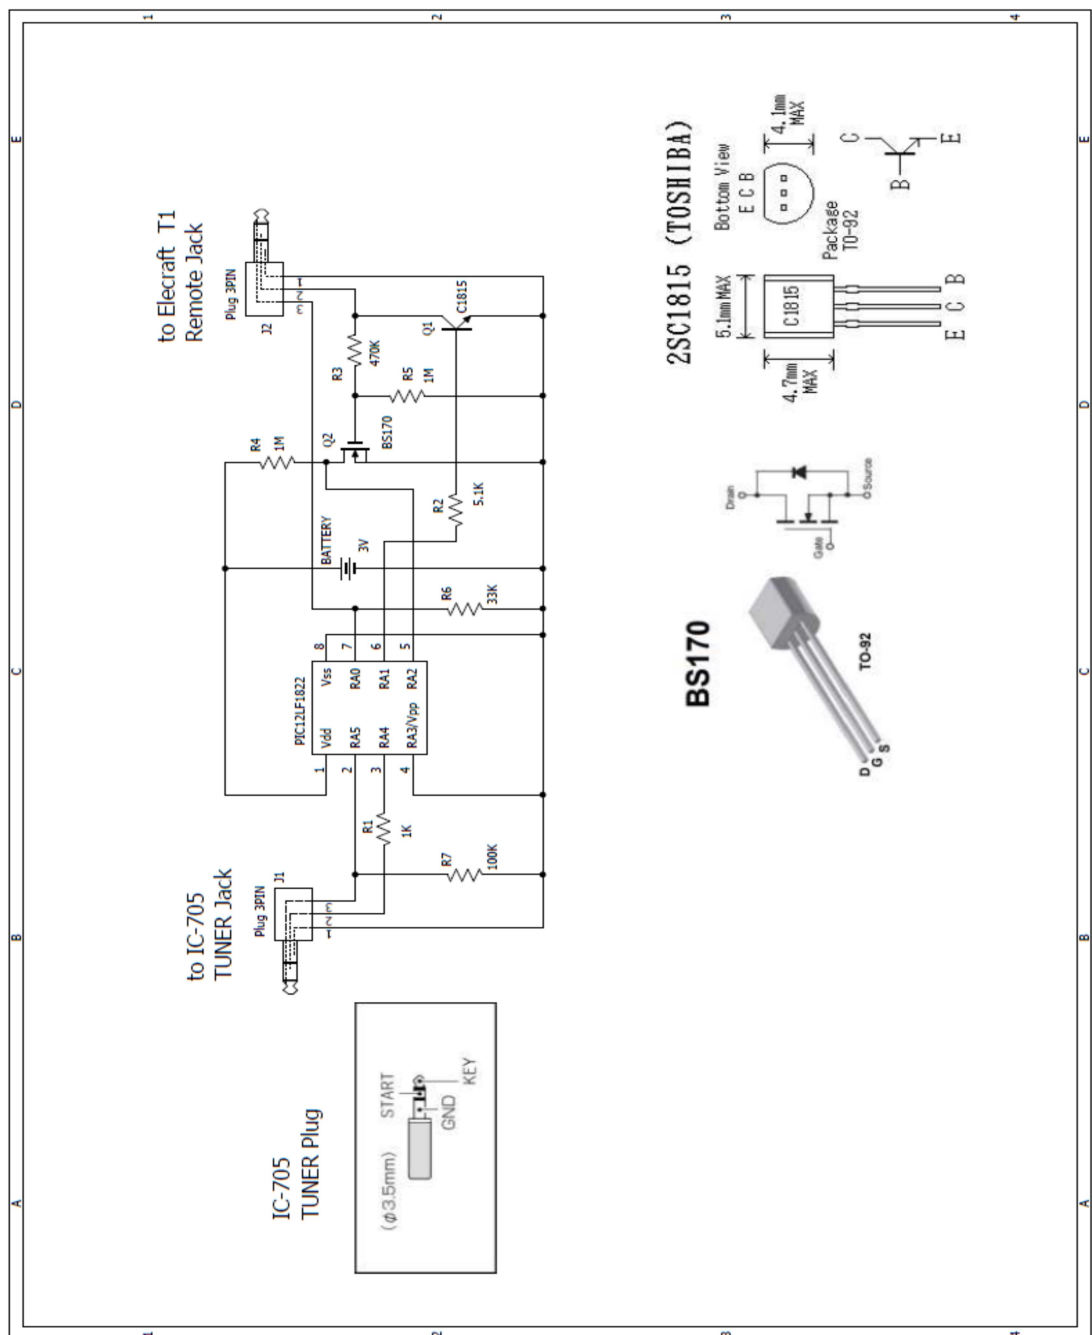 1
2
3
4
A
B
C
D
E
A
B
C
D
E
1
2
3
4
IC-705
TUNER Plug
(φ3.5mm)
START
GND
KEY
to IC-705
TUNER Jack
Plug 3PIN
J1
1
2
3
R1
1K
R7
100K
PIC12LF1822
1
2
3
4
Vdd
RA5
RA4
RA3/Vpp
Vss
RA0
RA1
RA2
8
7
6
5
R6
33K
BATTERY
3V
R2
5.1K
R4
1M
Q2
BS170
R3
470K
R5
1M
Q1
C1815
to Elecraft T1
Remote Jack
Plug 3PIN
J2
1
2
3
BS170
D
G
S
TO-92
Drain
Gate
Source
2SC1815 (TOSHIBA)
5.1mm MAX
4.7mm
MAX
C1815
E C B
Bottom View
E C B
4.1mm
MAX
Package
TO-92
C
B
E